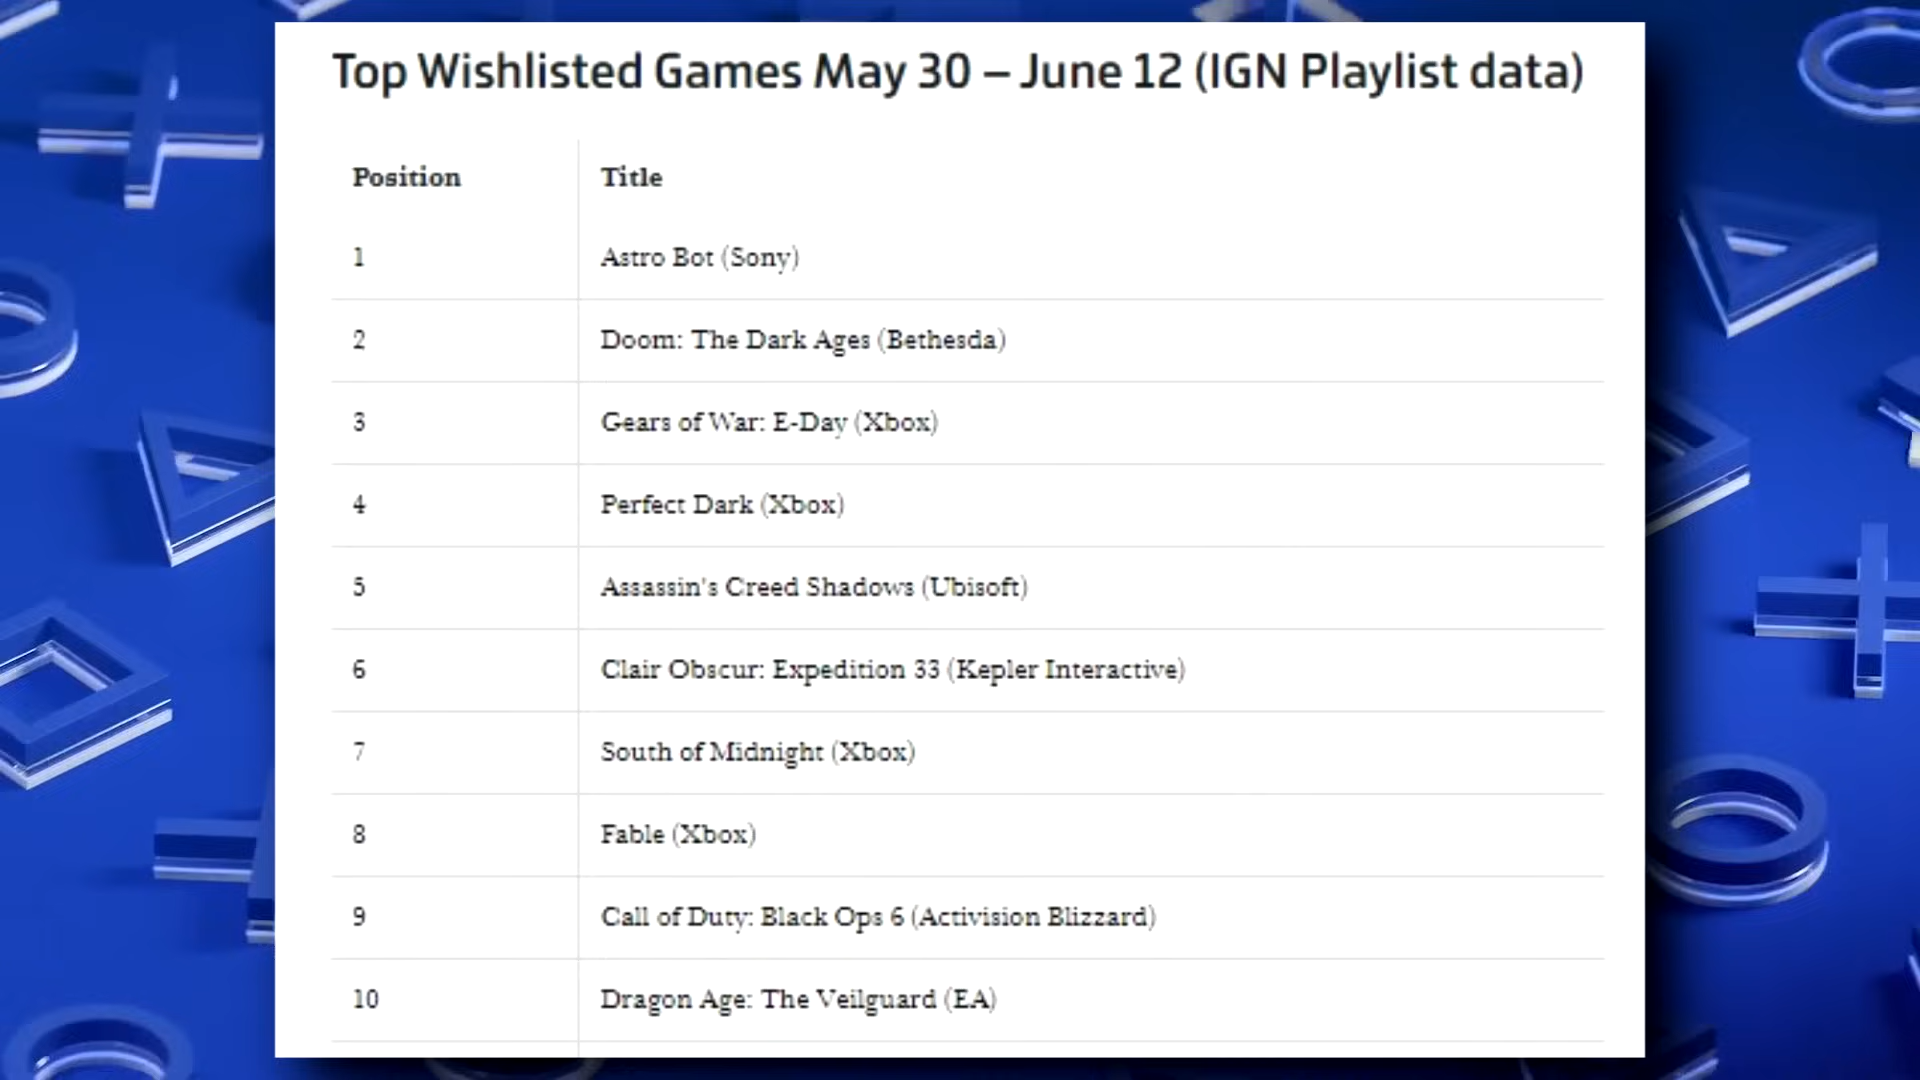 Top Wishlisted Games May 30 – June 12 (IGN Playlist data)
Position Title
1 Astro Bot (Sony)
2 Doom: The Dark Ages (Bethesda)
3 Gears of War: E-Day (Xbox)
4 Perfect Dark (Xbox)
5 Assassin's Creed Shadows (Ubisoft)
6 Clair Obscur: Expedition 33 (Kepler Interactive)
7 South of Midnight (Xbox)
8 Fable (Xbox)
9 Call of Duty: Black Ops 6 (Activision Blizzard)
10 Dragon Age: The Veilguard (EA)